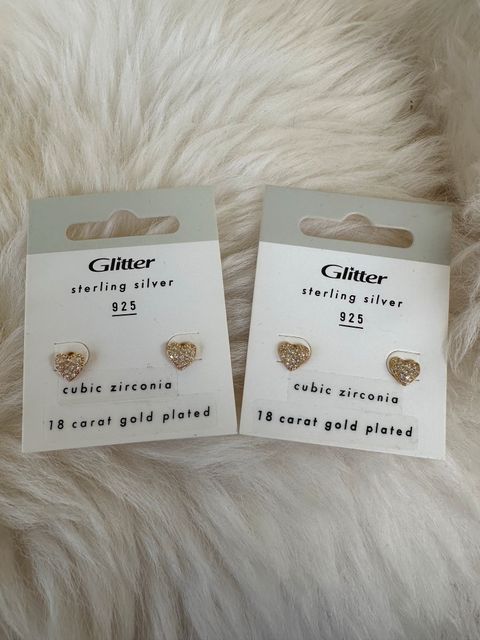 Glitter
sterling silver
925
cubic zirconia
18 carat gold plated
Glitter
sterling silver
925
cubic zirconia
18 carat gold plated